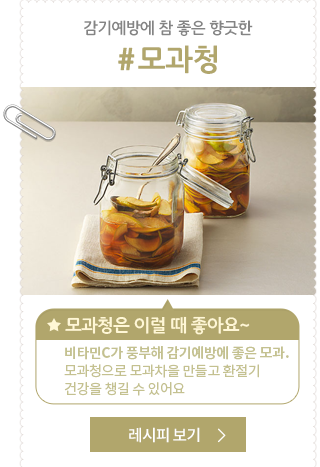 감기예방에 참 좋은 향긋한
#모과청
모과청은 이럴 때 좋아요~
비타민C가 풍부해 감기예방에 좋은 모과.
모과청으로 모과차을 만들고 환절기
건강을 챙길 수 있어요
레시피 보기 >